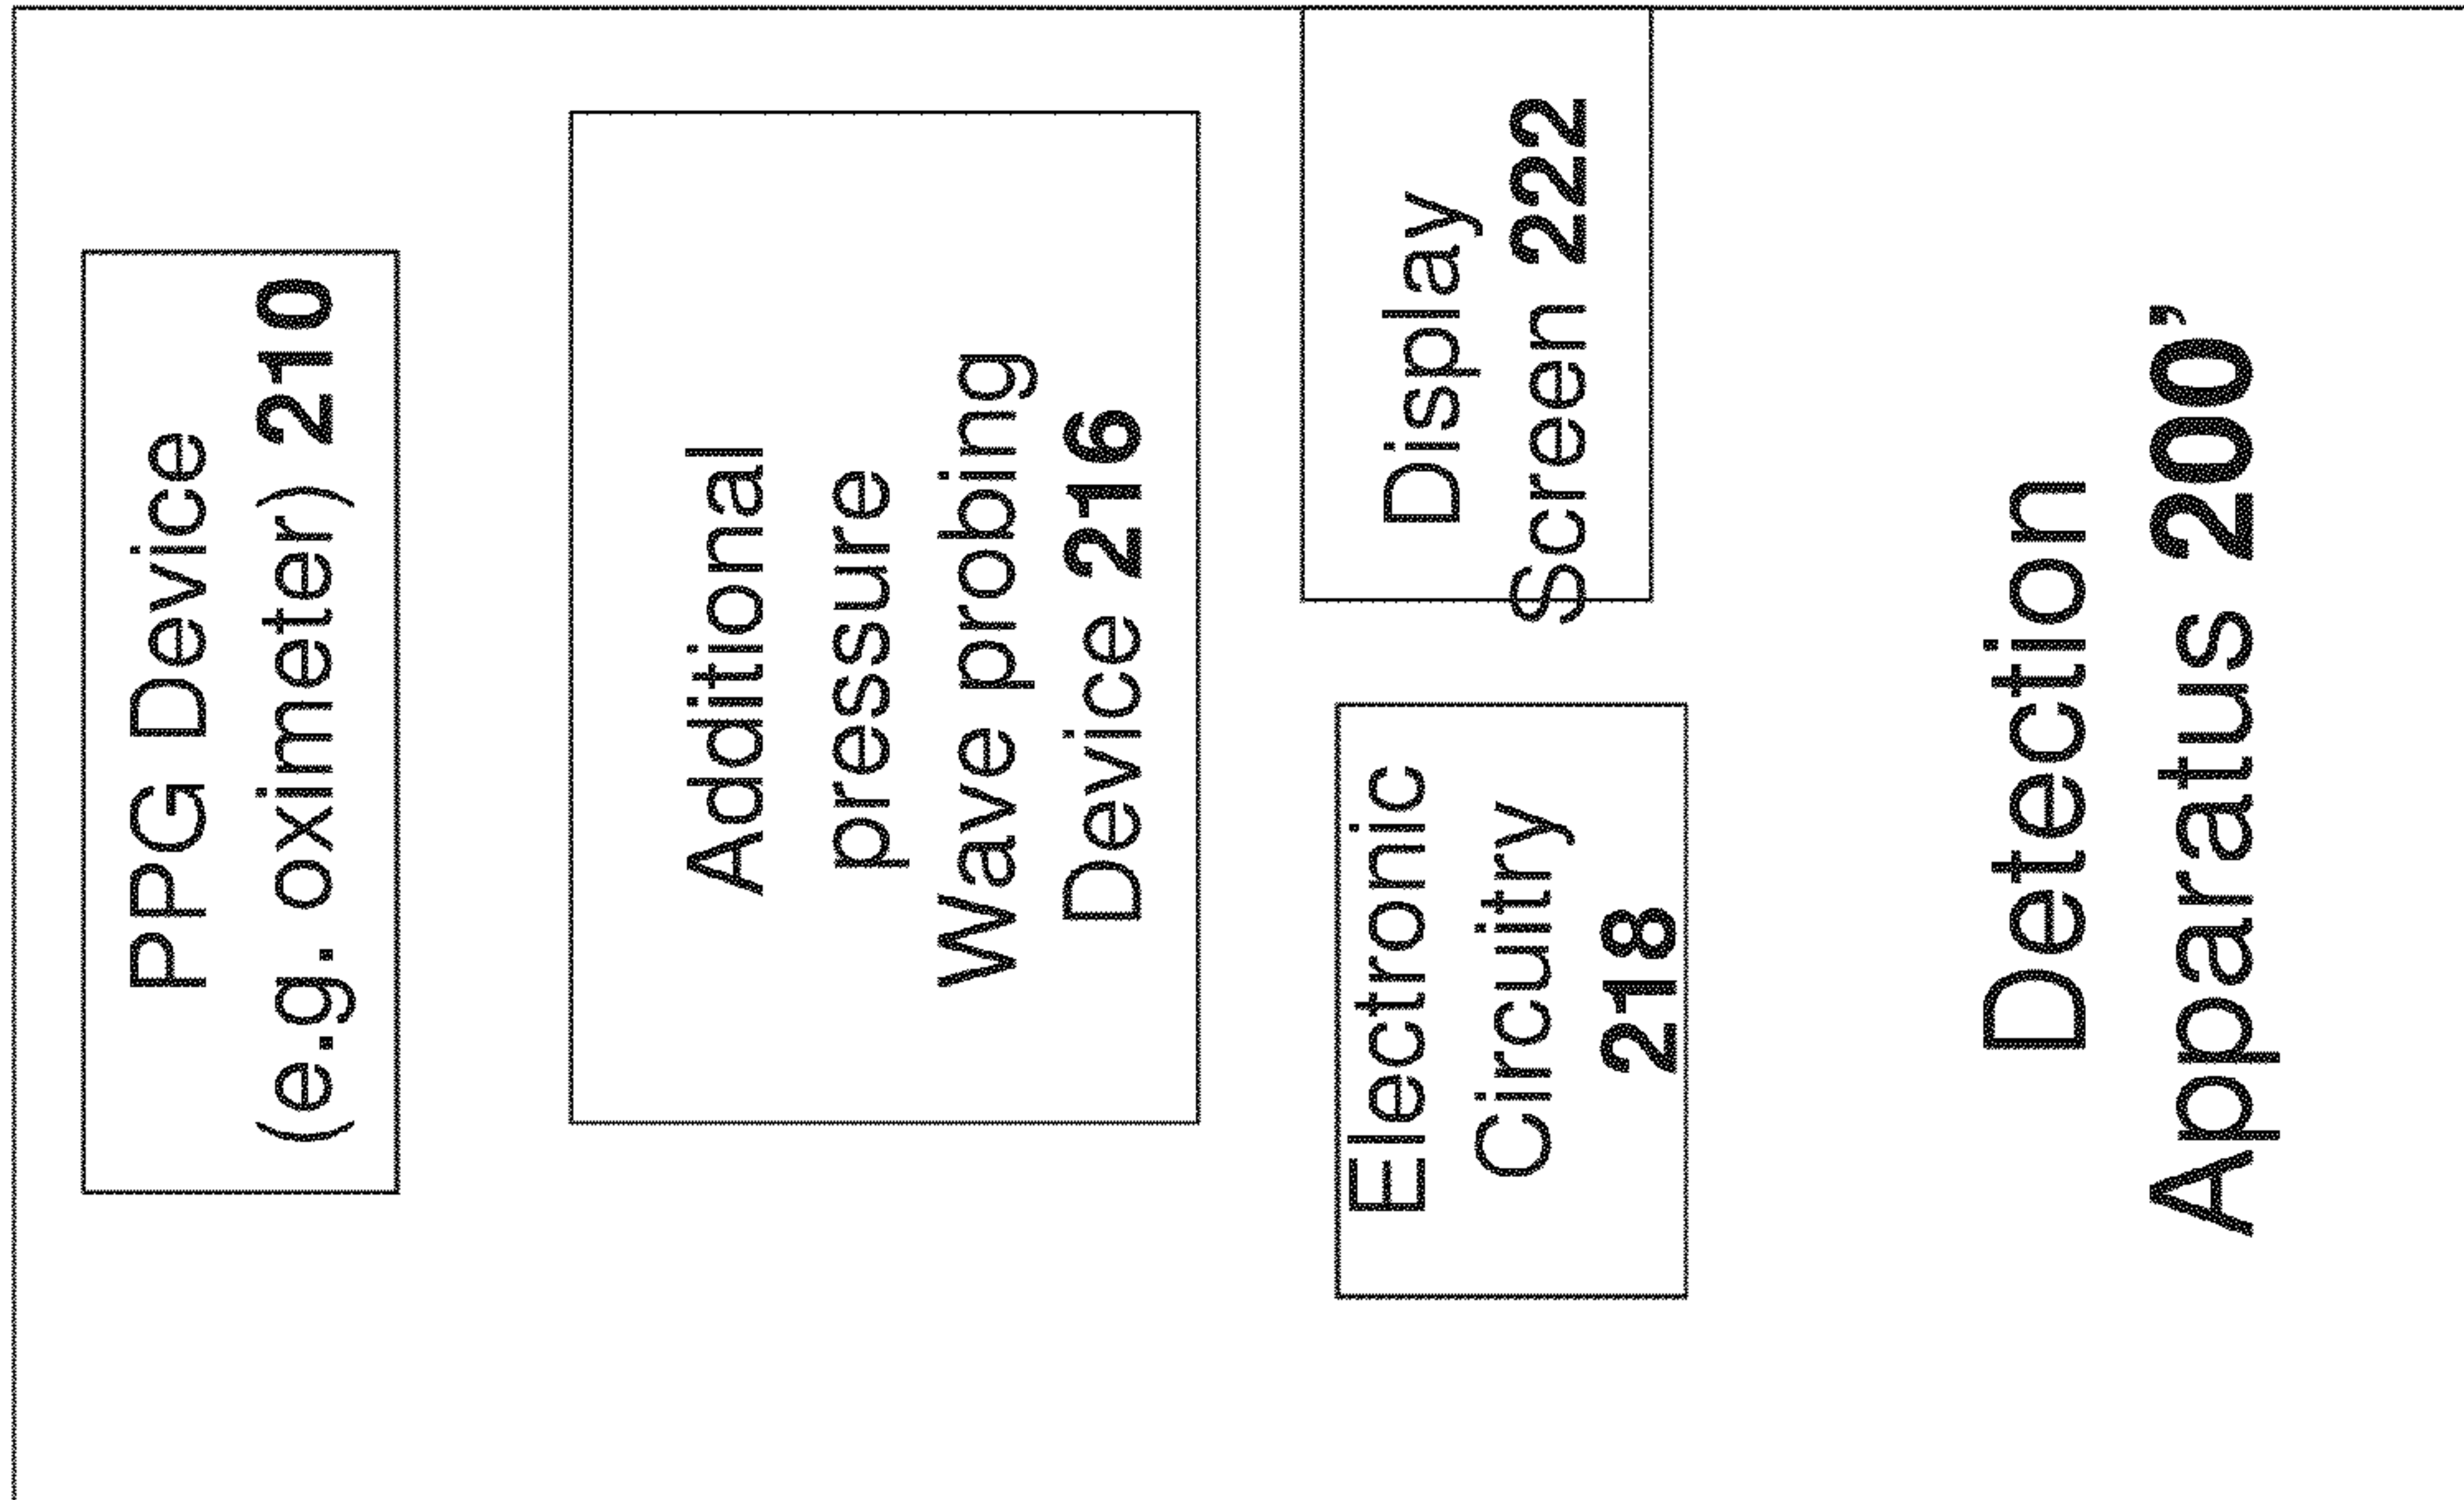 PPG Device
(e.g. oximeter) 210
Additional
pressure
Wave probing
Device 216
Electronic
Circuitry
218
Display
Screen 222
Detection
Apparatus 200’